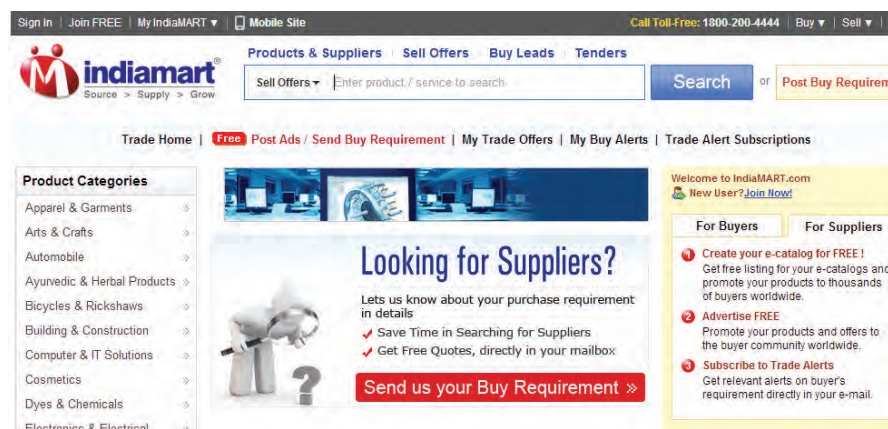 Sign In | Join FREE | My IndiaMART ▼ | Mobile Site
Call Toll-Free: 1800-200-4444 | Buy ▼ | Sell ▼ |
indiamart®
Source > Supply > Grow
Products & Suppliers Sell Offers Buy Leads Tenders
Sell Offers ▾ Enter product / service to search
Search or Post Buy Requirem
Trade Home | Free Post Ads / Send Buy Requirement | My Trade Offers | My Buy Alerts | Trade Alert Subscriptions
Product Categories
Apparel & Garments »
Arts & Crafts »
Automobile »
Ayurvedic & Herbal Products »
Bicycles & Rickshaws »
Building & Construction »
Computer & IT Solutions »
Cosmetics »
Dyes & Chemicals »
Electronics & Electrical
Looking for Suppliers?
Lets us know about your purchase requirement
in details
✓ Save Time in Searching for Suppliers
✓ Get Free Quotes, directly in your mailbox
Send us your Buy Requirement »
Welcome to IndiaMART.com
New User? Join Now!
For Buyers For Suppliers
1 Create your e-catalog for FREE !
Get free listing for your e-catalogs and
promote your products to thousands
of buyers worldwide.
2 Advertise FREE
Promote your products and offers to
the buyer community worldwide.
3 Subscribe to Trade Alerts
Get relevant alerts on buyer's
requirement directly in your e-mail.